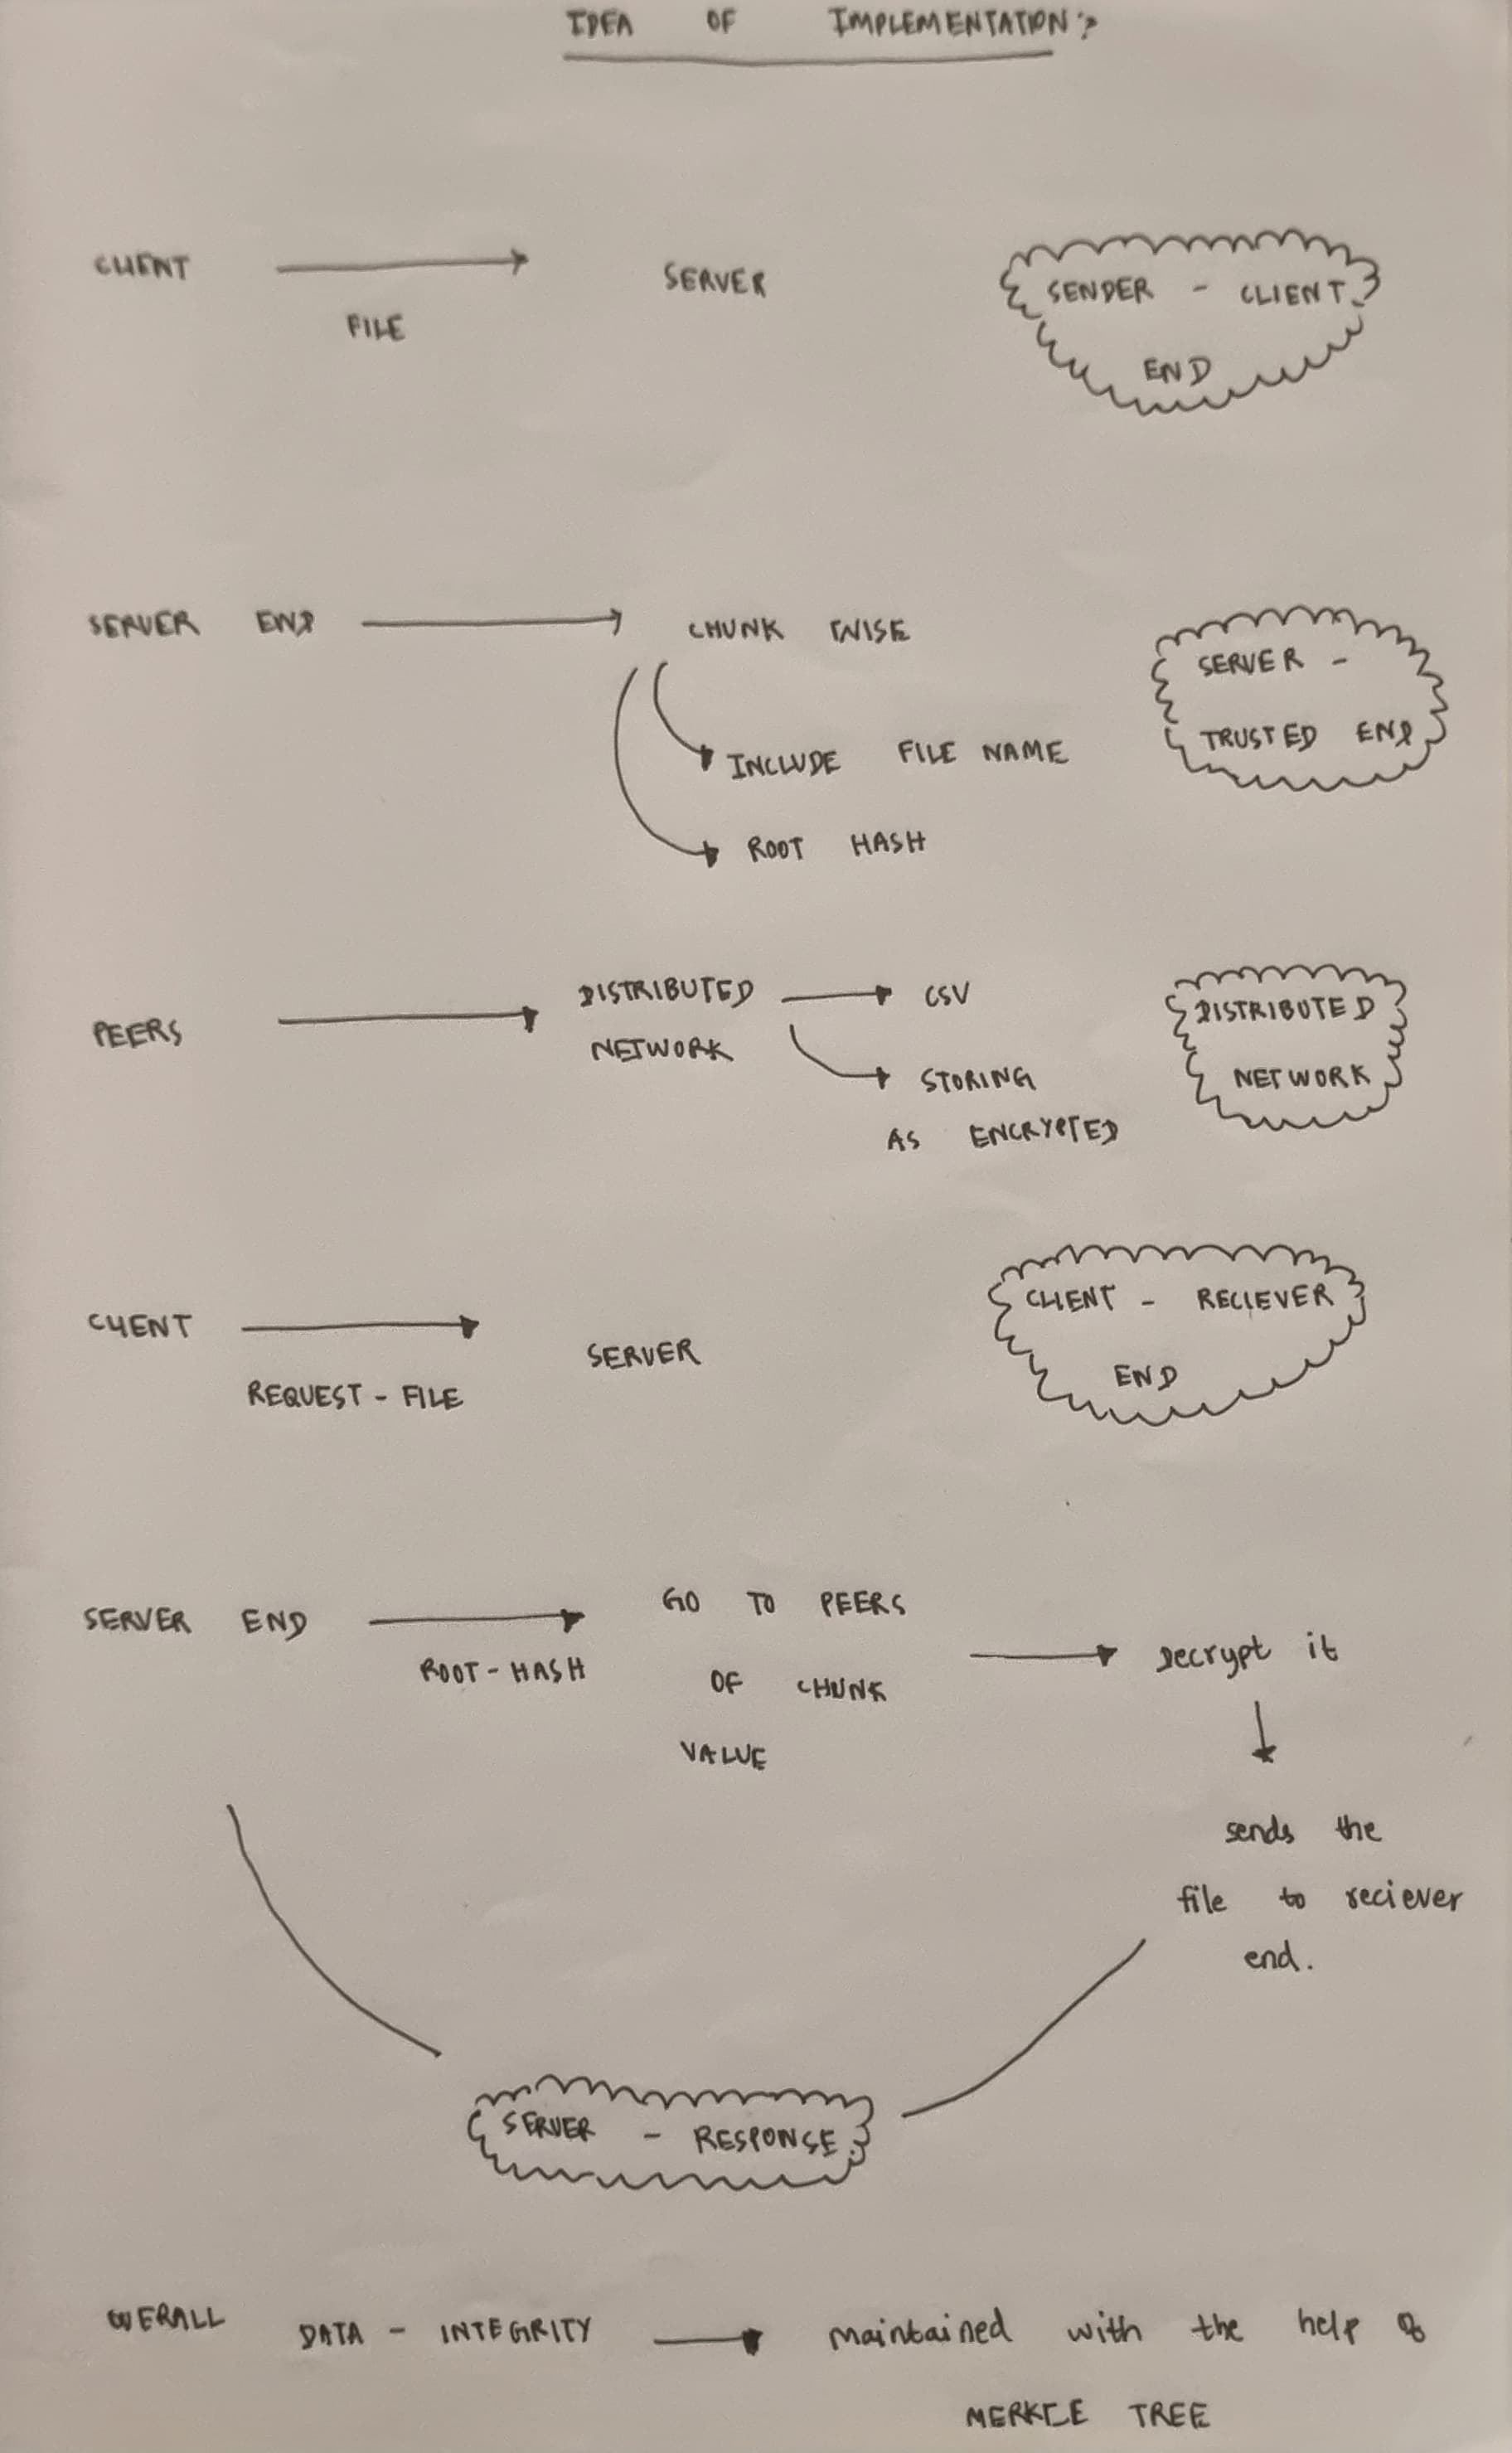 IDEA OF IMPLEMENTATION :>
CLIENT
FILE
SERVER
SENDER - CLIENT
END
SERVER END
CHUNK WISE
INCLUDE FILE NAME
ROOT HASH
SERVER -
TRUSTED END
PEERS
DISTRIBUTED
NETWORK
CSV
STORING
AS ENCRYPTED
DISTRIBUTED
NETWORK
CLIENT
REQUEST - FILE
SERVER
CLIENT - RECIEVER
END
SERVER END
ROOT - HASH
GO TO PEERS
OF CHUNK
VALUE
Decrypt it
sends the
file to reciever
end.
SERVER - RESPONSE
OVERALL DATA - INTEGRITY
Maintained with the help of
MERKLE TREE